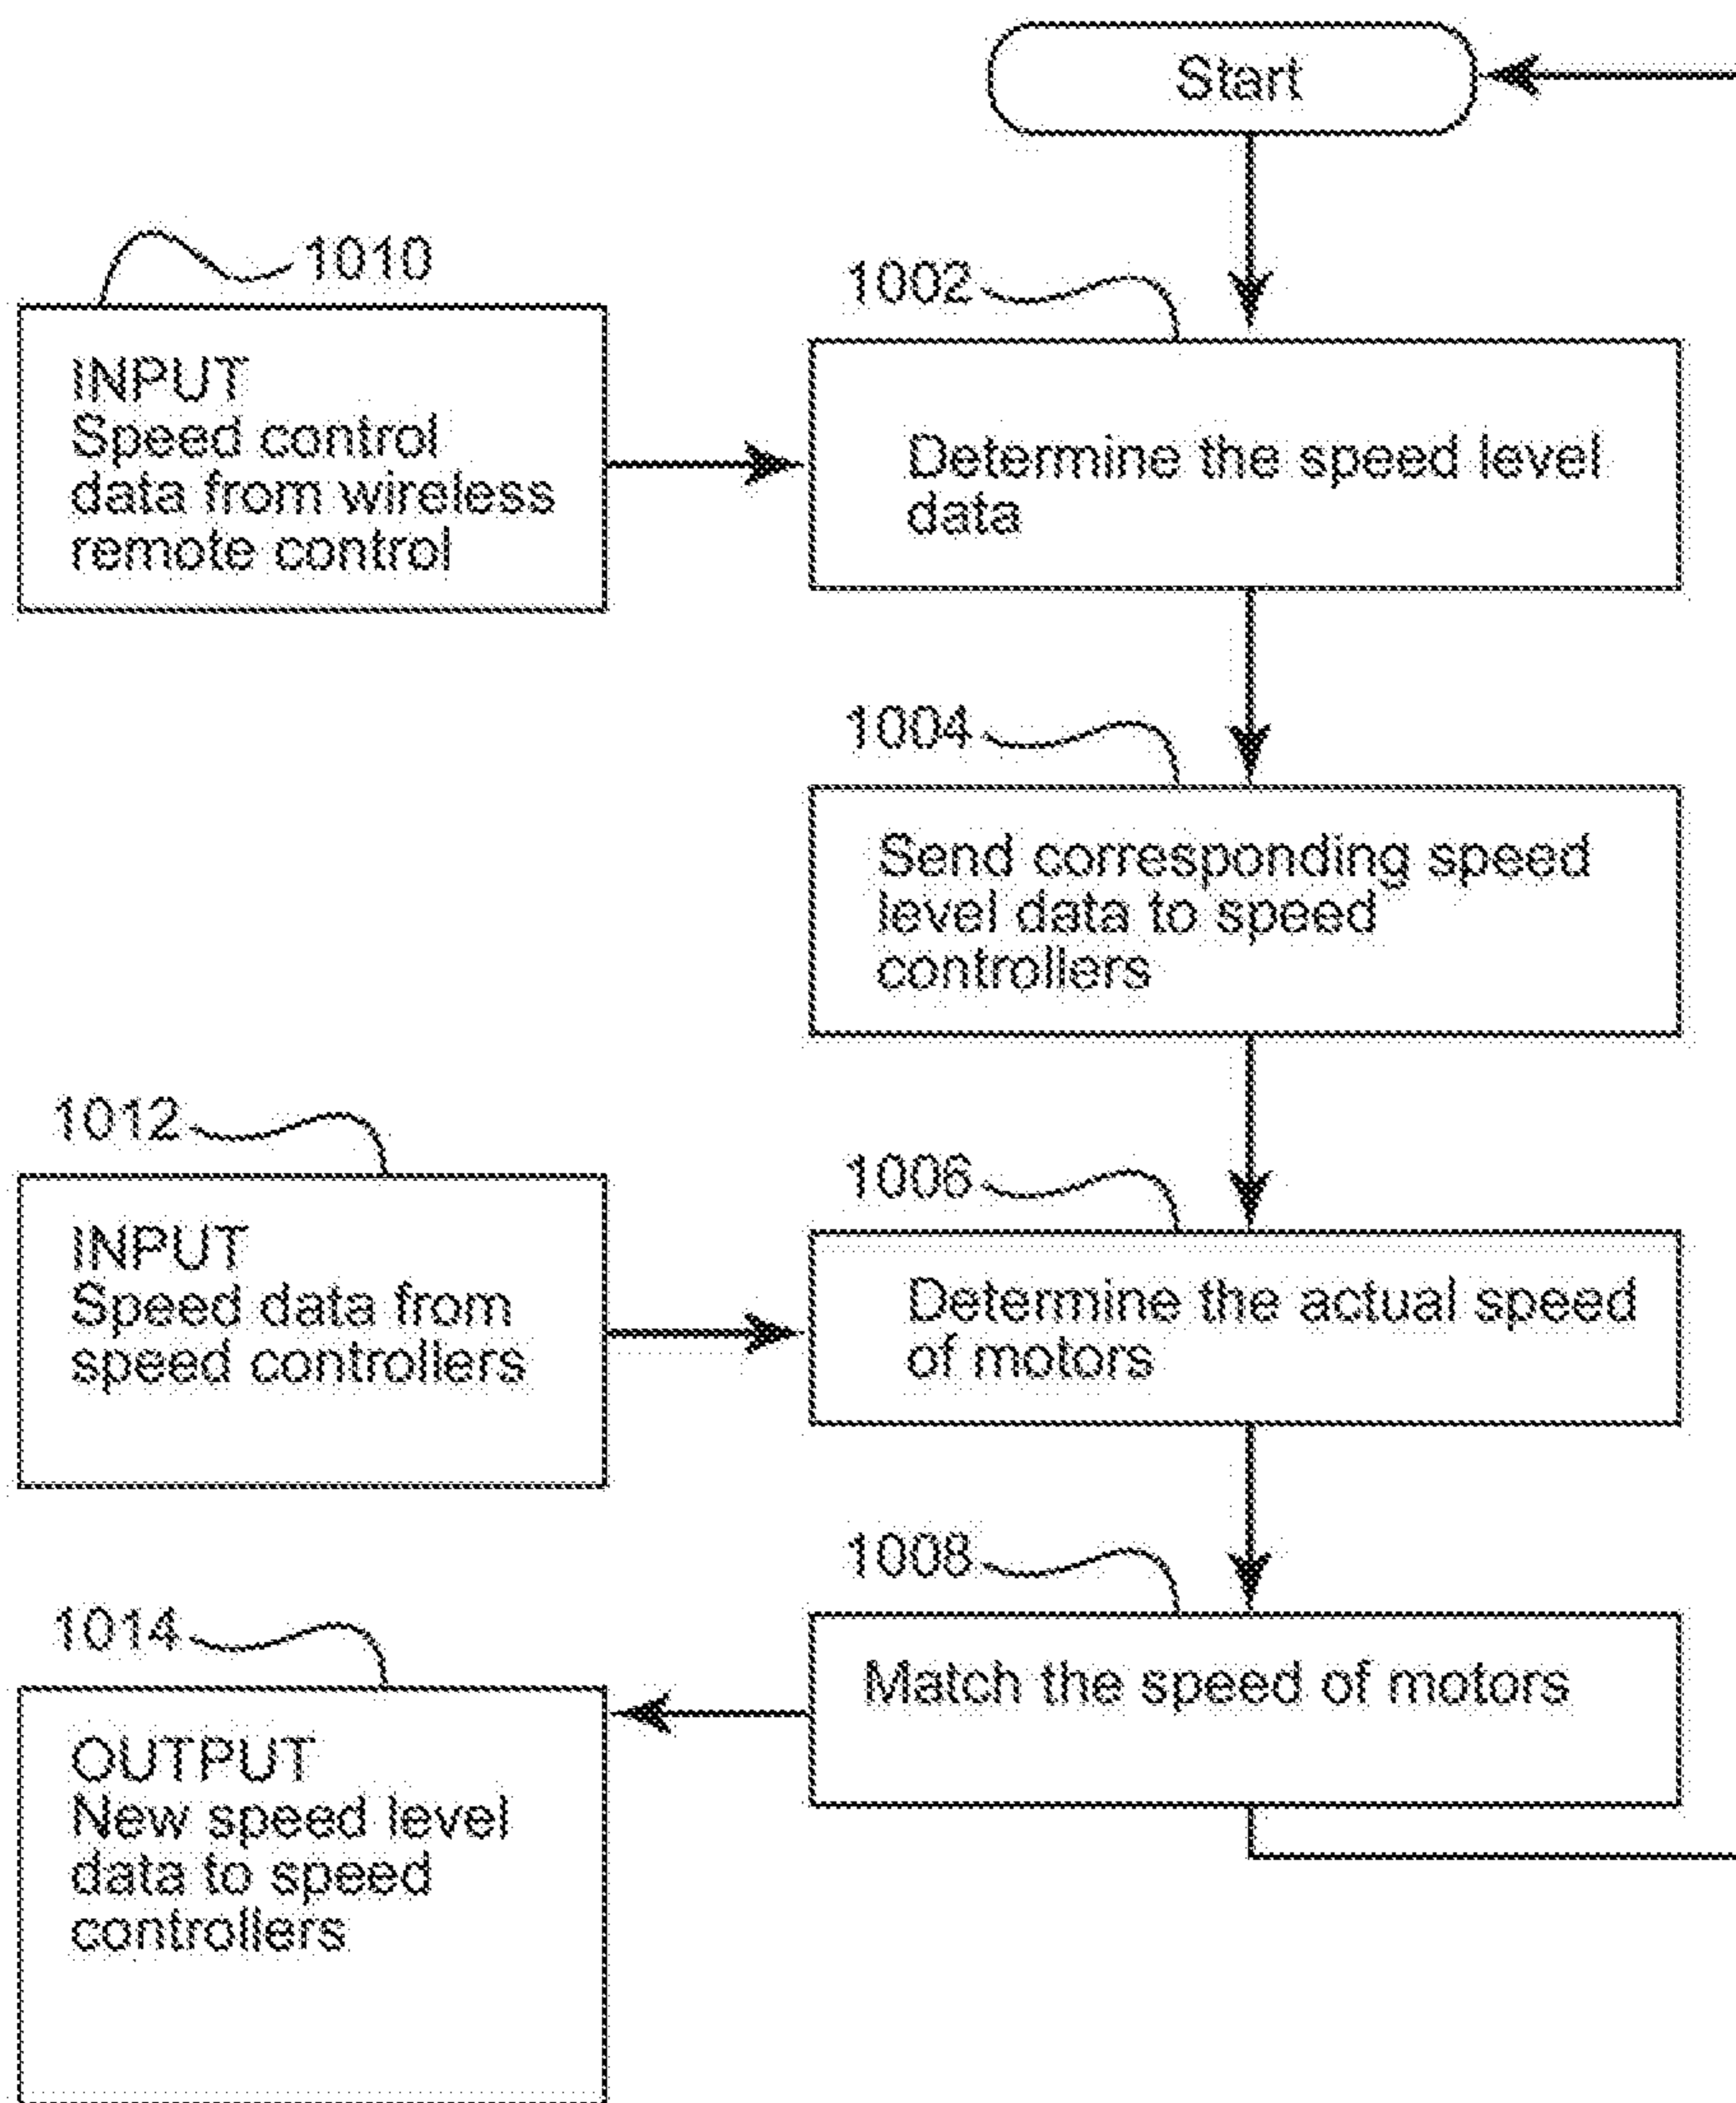 Start
1010
INPUT
Speed control
data from wireless
remote control
1002
Determine the speed level
data
1004
Send corresponding speed
level data to speed
controllers
1012
INPUT
Speed data from
speed controllers
1006
Determine the actual speed
of motors
1008
Match the speed of motors
1014
OUTPUT
New speed level
data to speed
controllers